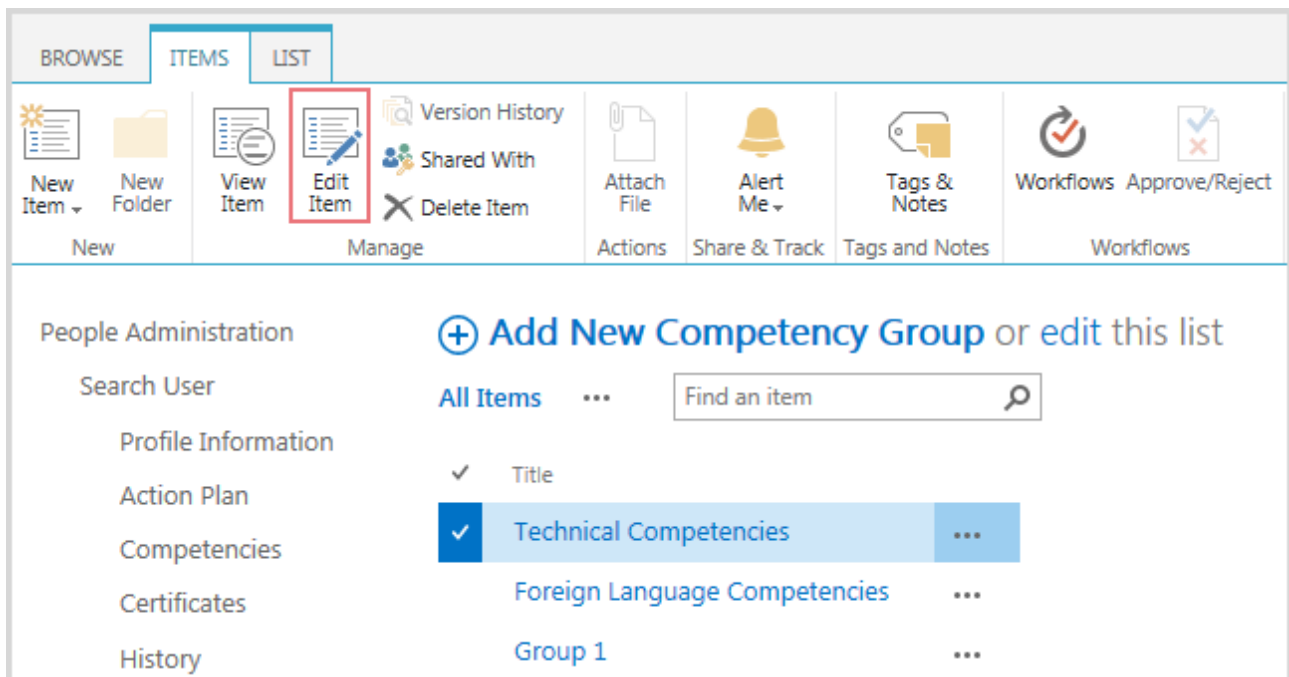 BROWSE ITEMS LIST
New Item
New Folder
View Item
Edit Item
Version History
Shared With
Delete Item
Attach File
Alert Me
Tags & Notes
Workflows
Approve/Reject
New
Manage
Actions
Share & Track
Tags and Notes
Workflows
People Administration
Search User
Profile Information
Action Plan
Competencies
Certificates
History
Add New Competency Group or edit this list
All Items ••• Find an item
Title
Technical Competencies •••
Foreign Language Competencies •••
Group 1 •••